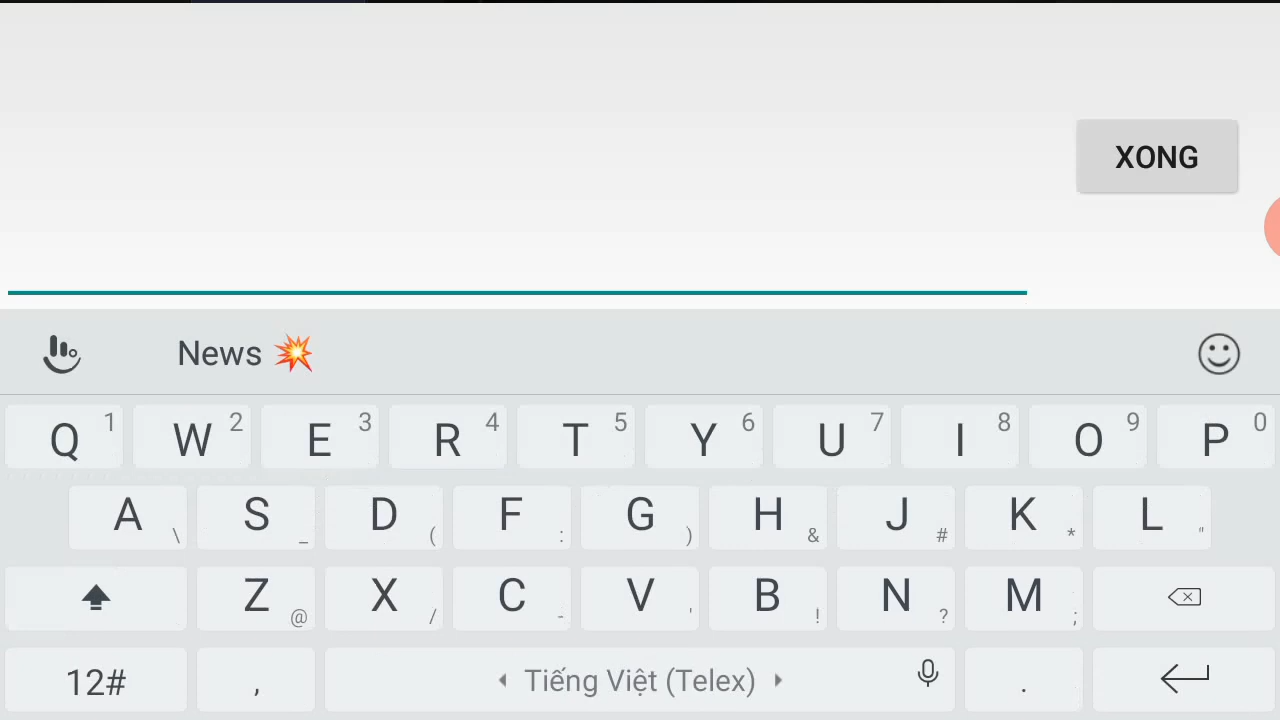 XONG
News 💥
Q 1 W 2 E 3 R 4 T 5 Y 6 U 7 I 8 O 9 P 0
A \ S _ D ( F : G ) H & J # K * L "
Z @ X / C - V ' B ! N ? M ;
12# , Tiếng Việt (Telex) .